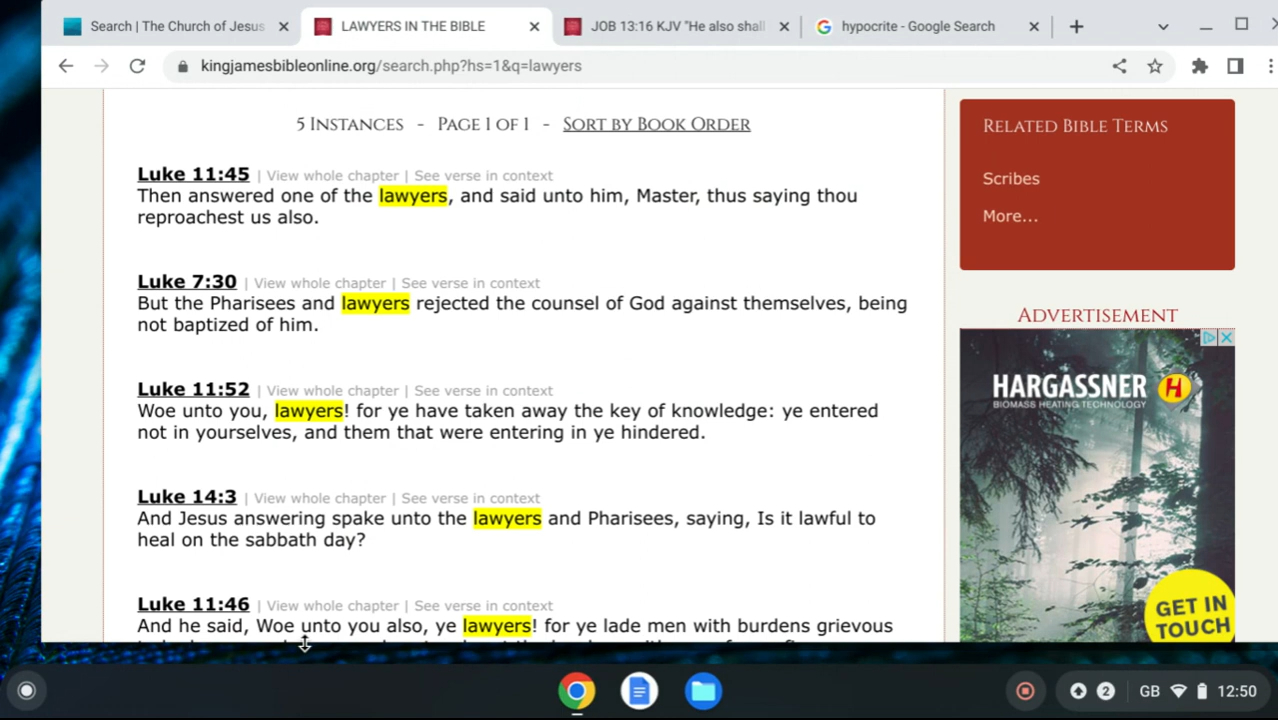 Search | The Church of Jesus
LAWYERS IN THE BIBLE
JOB 13:16 KJV "He also shall
hypocrite - Google Search
kingjamesbibleonline.org/search.php?hs=1&q=lawyers
5 Instances - Page 1 of 1 - Sort by Book Order
Luke 11:45 | View whole chapter | See verse in context
Then answered one of the lawyers, and said unto him, Master, thus saying thou
reproachest us also.
Luke 7:30 | View whole chapter | See verse in context
But the Pharisees and lawyers rejected the counsel of God against themselves, being
not baptized of him.
Luke 11:52 | View whole chapter | See verse in context
Woe unto you, lawyers! for ye have taken away the key of knowledge: ye entered
not in yourselves, and them that were entering in ye hindered.
Luke 14:3 | View whole chapter | See verse in context
And Jesus answering spake unto the lawyers and Pharisees, saying, Is it lawful to
heal on the sabbath day?
Luke 11:46 | View whole chapter | See verse in context
And he said, Woe unto you also, ye lawyers! for ye lade men with burdens grievous
Related Bible Terms
Scribes
More...
Advertisement
HARGASSNER H
BIOMASS HEATING TECHNOLOGY
GET IN
TOUCH
2
GB
12:50